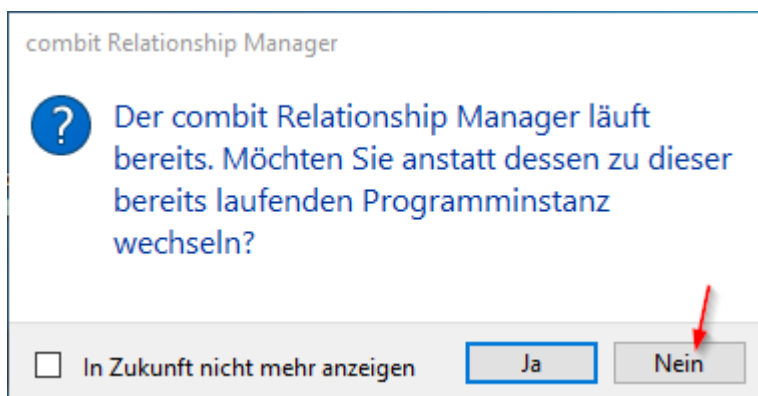 combit Relationship Manager
Der combit Relationship Manager läuft
bereits. Möchten Sie anstatt dessen zu dieser
bereits laufenden Programminstanz
wechseln?
In Zukunft nicht mehr anzeigen
Ja
Nein